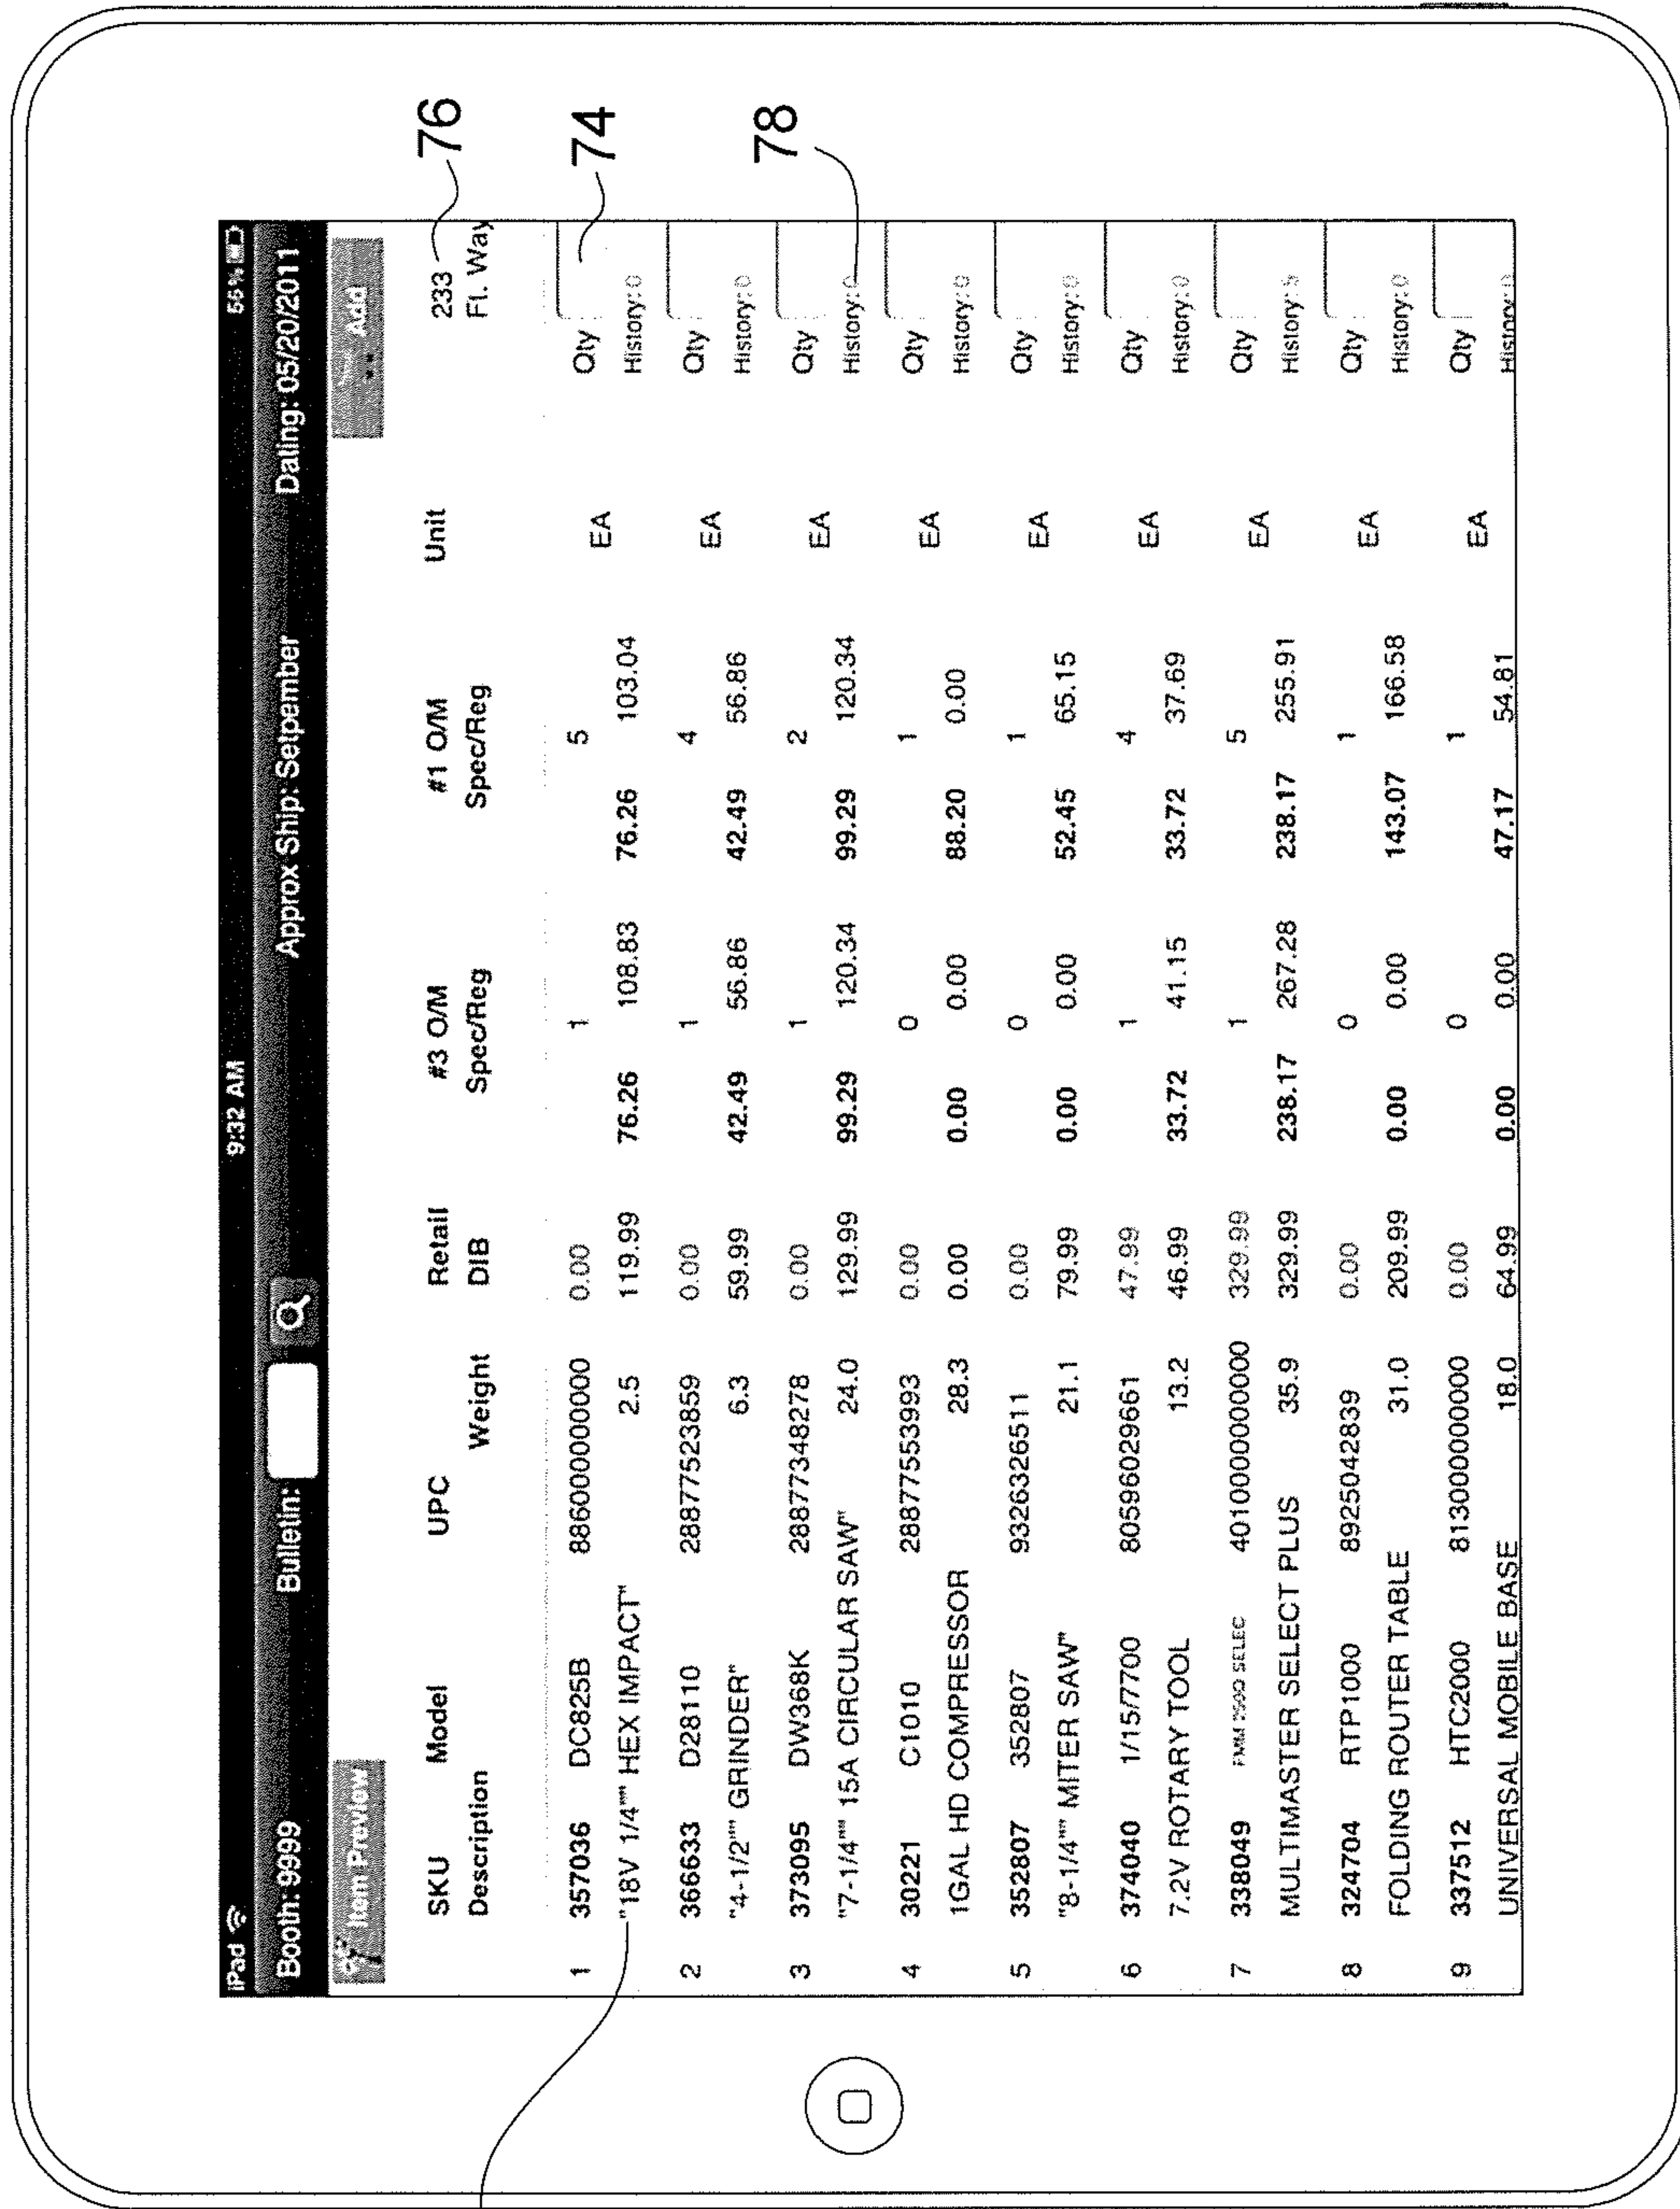 iPad 9:32 AM 56%
Booth: 9999 Bulletin: Approx Ship: Setpember Dating: 05/20/2011
Item Preview Add
SKU Model UPC Retail #3 O/M #1 O/M Unit 233 76
Description Weight DIB Spec/Reg Spec/Reg Ft. Way
1 357036 DC825B 88600000000 0.00 1 5 EA Qty 74
"18V 1/4"" HEX IMPACT" 2.5 119.99 76.26 108.83 76.26 103.04 History: 0
2 366633 D28110 28877523859 0.00 1 4 EA Qty
"4-1/2"" GRINDER" 6.3 59.99 42.49 56.86 42.49 56.86 History: 0
3 373095 DW368K 28877348278 0.00 1 2 EA Qty
"7-1/4"" 15A CIRCULAR SAW" 24.0 129.99 99.29 120.34 99.29 120.34 History: 0 78
4 30221 C1010 28877553993 0.00 0 1 EA Qty
1GAL HD COMPRESSOR 28.3 0.00 0.00 0.00 88.20 0.00 History: 0
5 352807 352807 9326326511 0.00 0 1 EA Qty
"8-1/4"" MITER SAW" 21.1 79.99 0.00 0.00 52.45 65.15 History: 0
6 374040 1/15/7700 80596029661 47.99 1 4 EA Qty
7.2V ROTARY TOOL 13.2 46.99 33.72 41.15 33.72 37.69 History: 0
7 338049 FMM 250Q SELEC 4010000000000 329.99 1 5 EA Qty
MULTIMASTER SELECT PLUS 35.9 329.99 238.17 267.28 238.17 255.91 History: 5
8 324704 RTP1000 8925042839 0.00 0 1 EA Qty
FOLDING ROUTER TABLE 31.0 209.99 0.00 0.00 143.07 166.58 History: 0
9 337512 HTC2000 81300000000 0.00 0 1 EA Qty
UNIVERSAL MOBILE BASE 18.0 64.99 0.00 0.00 47.17 54.81 History: 0